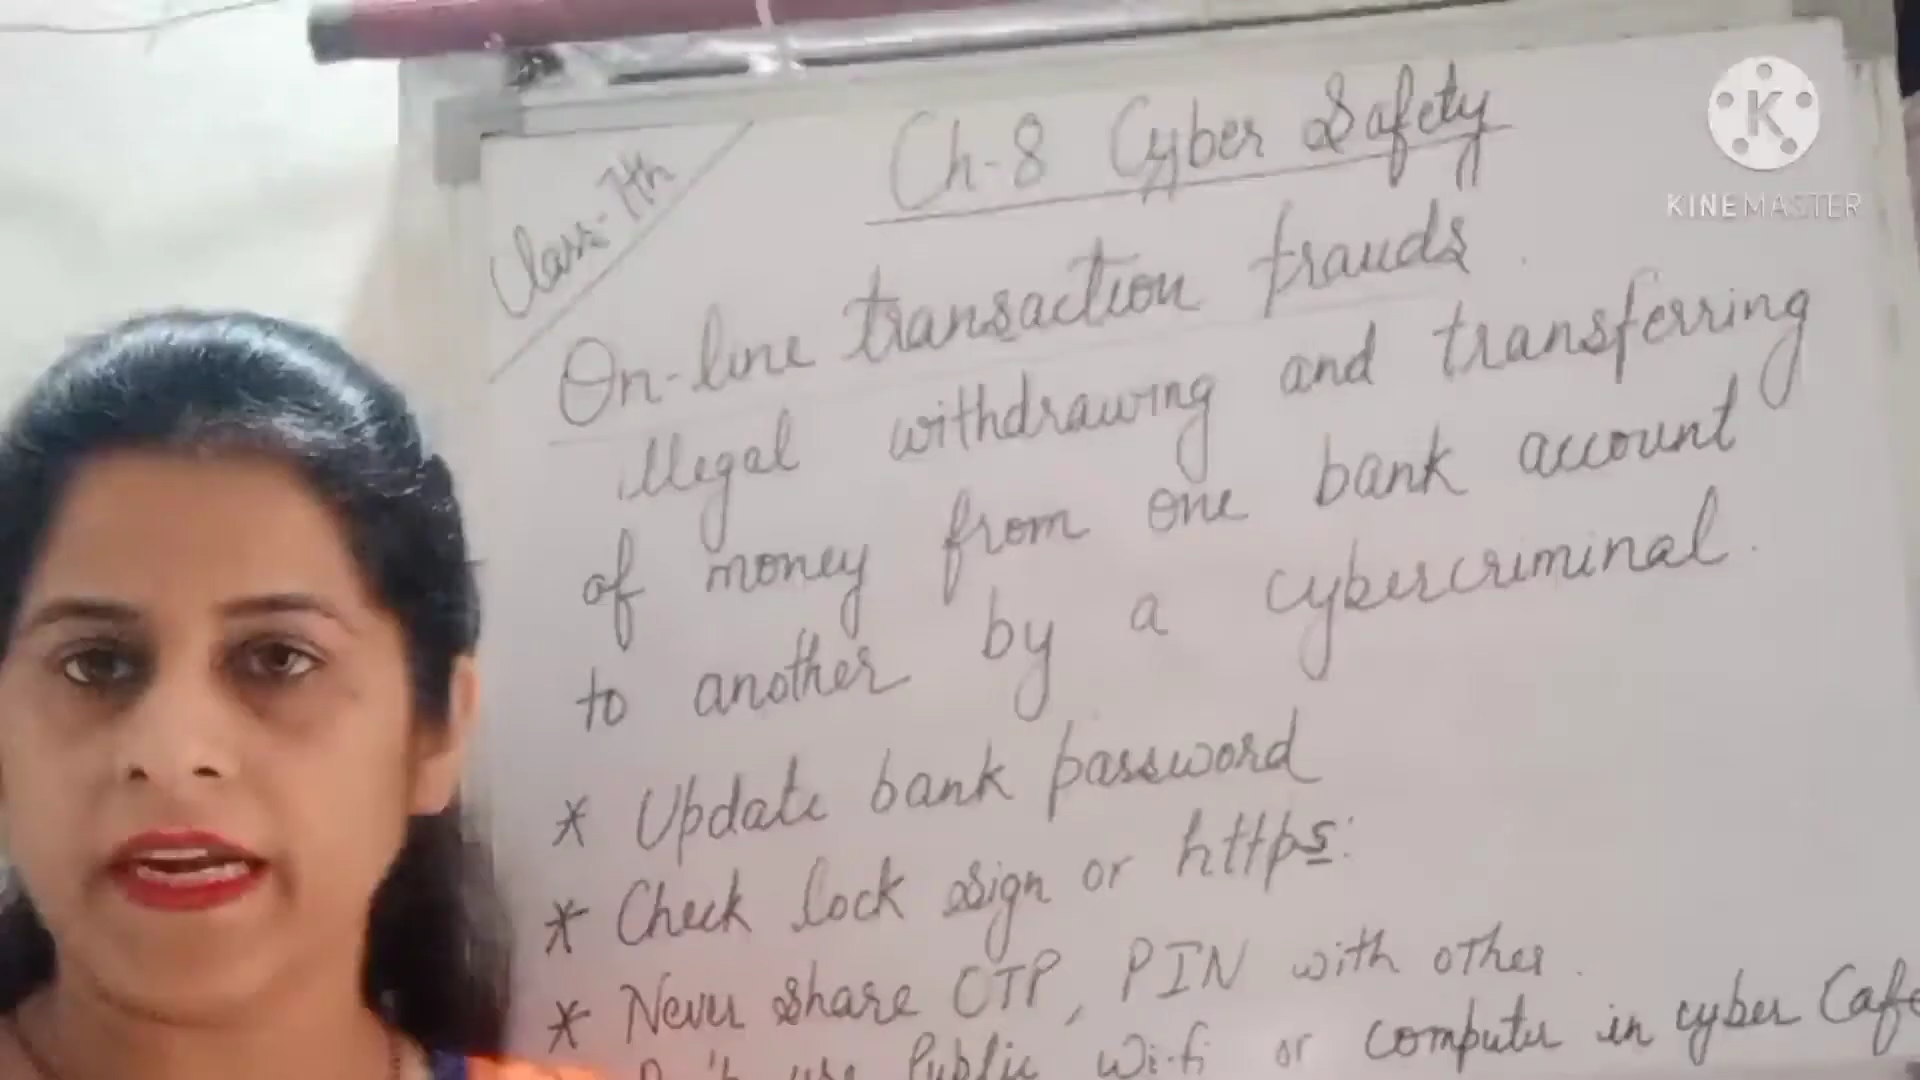 Class-7th
Ch-8 Cyber Safety
On-line transaction frauds.
illegal withdrawing and transferring
of money from one bank account
to another by a cybercriminal.
* Update bank password
* Check lock sign or https:
* Never share OTP, PIN with other.
Don't use Public Wi-fi or computer in cyber Cafe
K
KINEMASTER